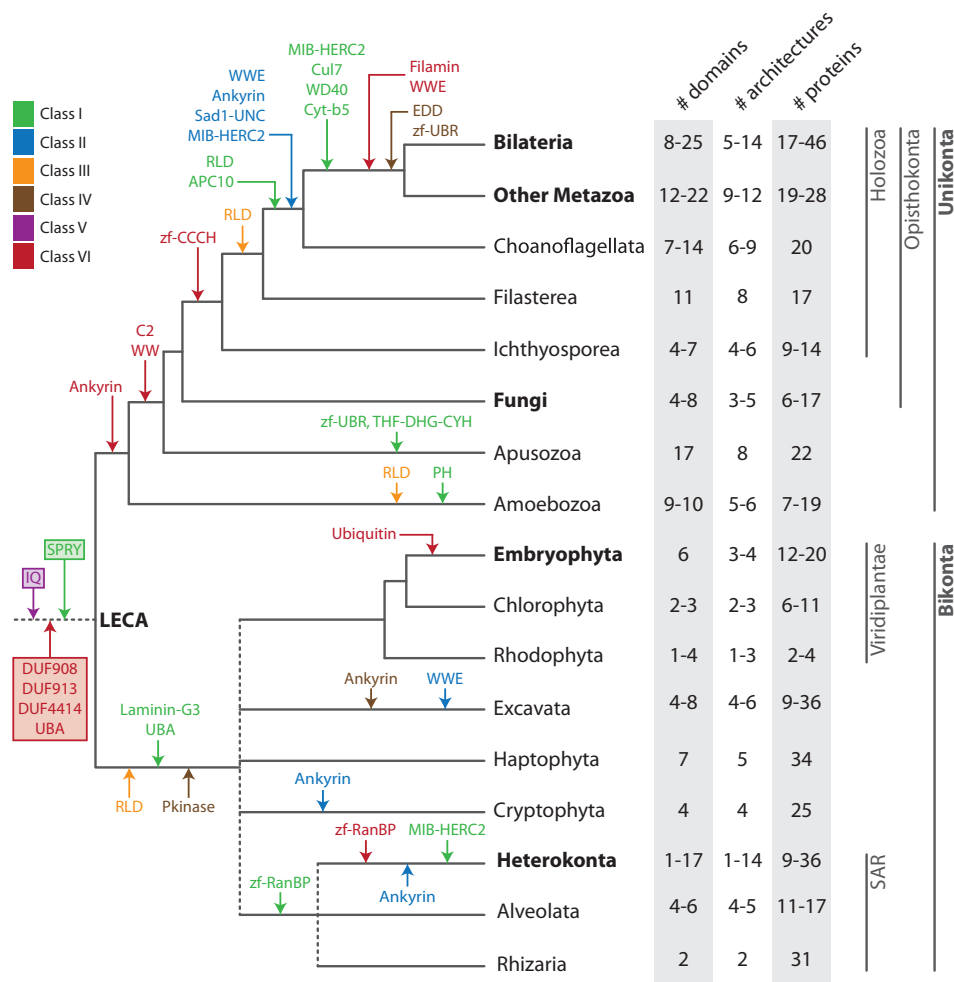 # domains
# architectures
# proteins
Class I
Class II
Class III
Class IV
Class V
Class VI
MIB-HERC2
Cul7
WD40
Cyt-b5
Filamin
WWE
WWE
Ankyrin
Sad1-UNC
MIB-HERC2
EDD
zf-UBR
RLD
APC10
RLD
zf-CCCH
C2
WW
Ankyrin
zf-UBR, THF-DHG-CYH
RLD
PH
Ubiquitin
SPRY
IQ
LECA
DUF908
DUF913
DUF4414
UBA
Laminin-G3
UBA
RLD
Pkinase
Ankyrin
WWE
Ankyrin
zf-RanBP
MIB-HERC2
zf-RanBP
Ankyrin
Bilateria 8-25 5-14 17-46
Other Metazoa 12-22 9-12 19-28
Choanoflagellata 7-14 6-9 20
Filasterea 11 8 17
Ichthyosporea 4-7 4-6 9-14
Fungi 4-8 3-5 6-17
Apusozoa 17 8 22
Amoebozoa 9-10 5-6 7-19
Embryophyta 6 3-4 12-20
Chlorophyta 2-3 2-3 6-11
Rhodophyta 1-4 1-3 2-4
Excavata 4-8 4-6 9-36
Haptophyta 7 5 34
Cryptophyta 4 4 25
Heterokonta 1-17 1-14 9-36
Alveolata 4-6 4-5 11-17
Rhizaria 2 2 31
Holozoa
Opisthokonta
Unikonta
Viridiplantae
Bikonta
SAR